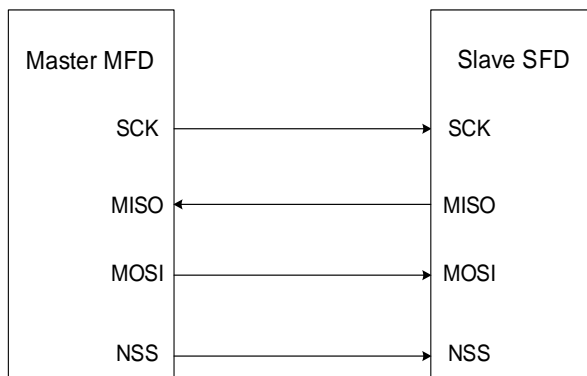 Master MFD
Slave SFD
SCK
SCK
MISO
MISO
MOSI
MOSI
NSS
NSS